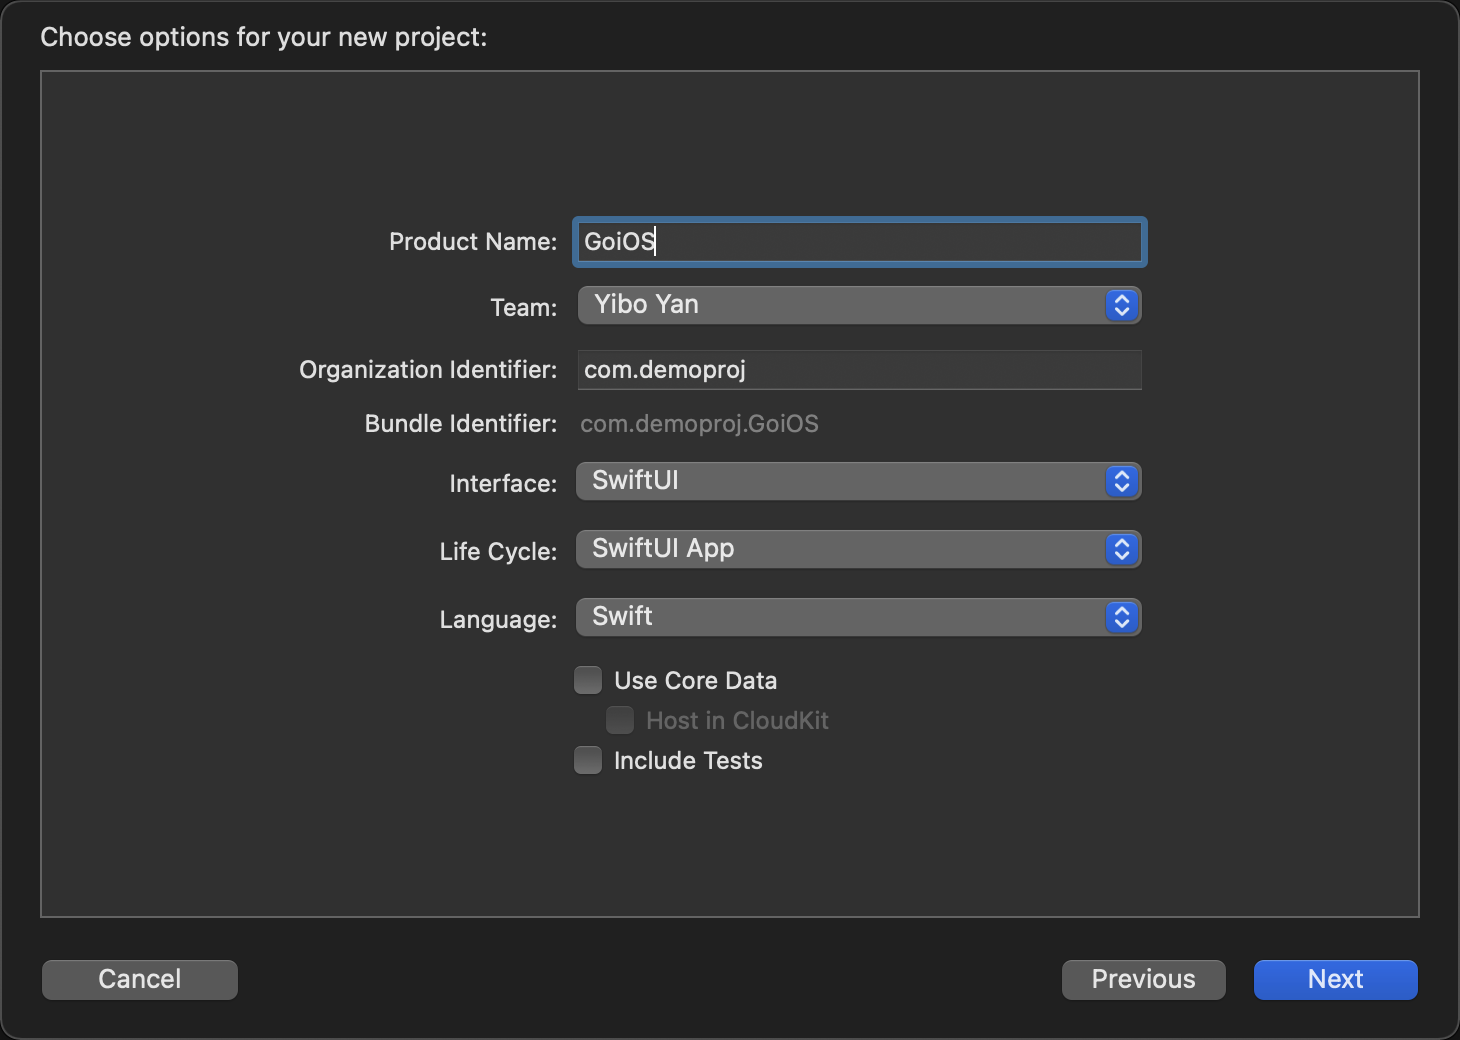 Choose options for your new project:
Product Name: GoiOS
Team: Yibo Yan
Organization Identifier: com.demoproj
Bundle Identifier: com.demoproj.GoiOS
Interface: SwiftUI
Life Cycle: SwiftUI App
Language: Swift
Use Core Data
Host in CloudKit
Include Tests
Cancel Previous Next